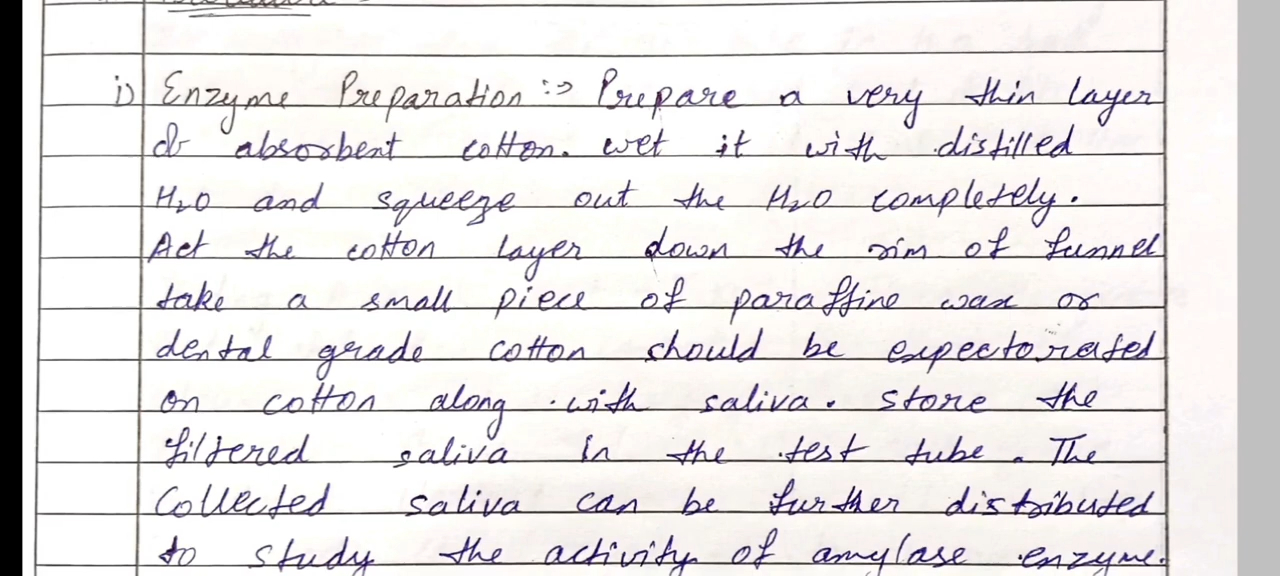 i) Enzyme Preparation :-> Prepare a very thin layer
of absorbent cotton. wet it with distilled
H2O and squeeze out the H2O completely.
Act the cotton layer down the rim of funnel
take a small piece of paraffine wax or
dental grade cotton should be expectorated
on cotton along with saliva. store the
filtered saliva in the test tube. The
Collected saliva can be further distributed
to study the activity of amylase enzyme.